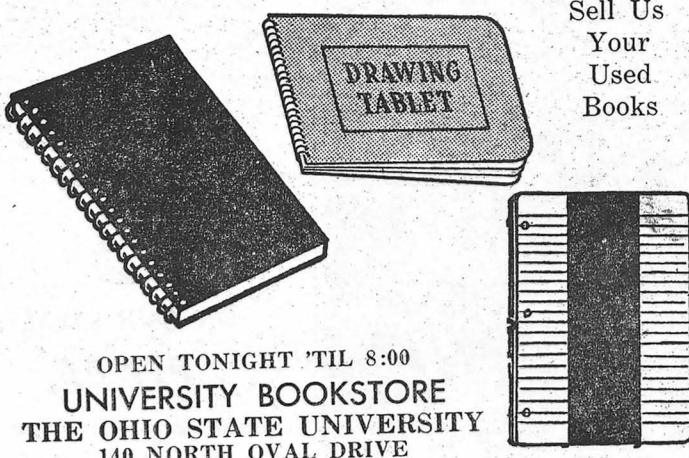 Sell Us
Your
Used
Books
DRAWING
TABLET
OPEN TONIGHT 'TIL 8:00
UNIVERSITY BOOKSTORE
THE OHIO STATE UNIVERSITY
140 NORTH OVAL DRIVE